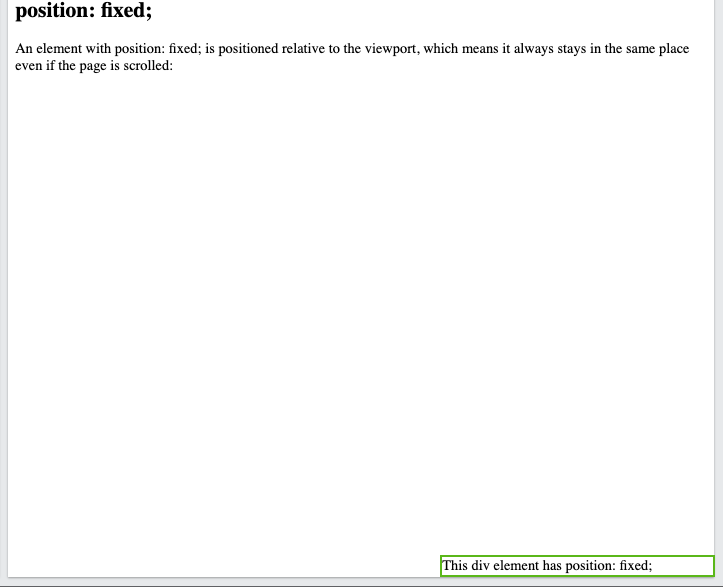 position: fixed;
An element with position: fixed; is positioned relative to the viewport, which means it always stays in the same place
even if the page is scrolled:
This div element has position: fixed;